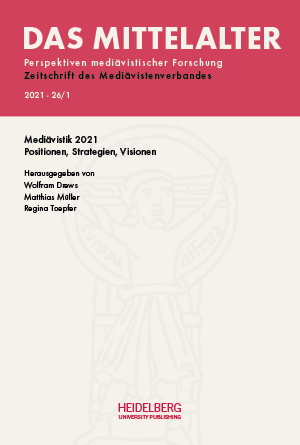 DAS MITTELALTER
Perspektiven mediävistischer Forschung
Zeitschrift des Mediävistenverbandes
2021 · 26/1
Mediävistik 2021
Positionen, Strategien, Visionen
Herausgegeben von
Wolfram Drews
Matthias Müller
Regina Toepfer
HEIDELBERG
UNIVERSITY PUBLISHING